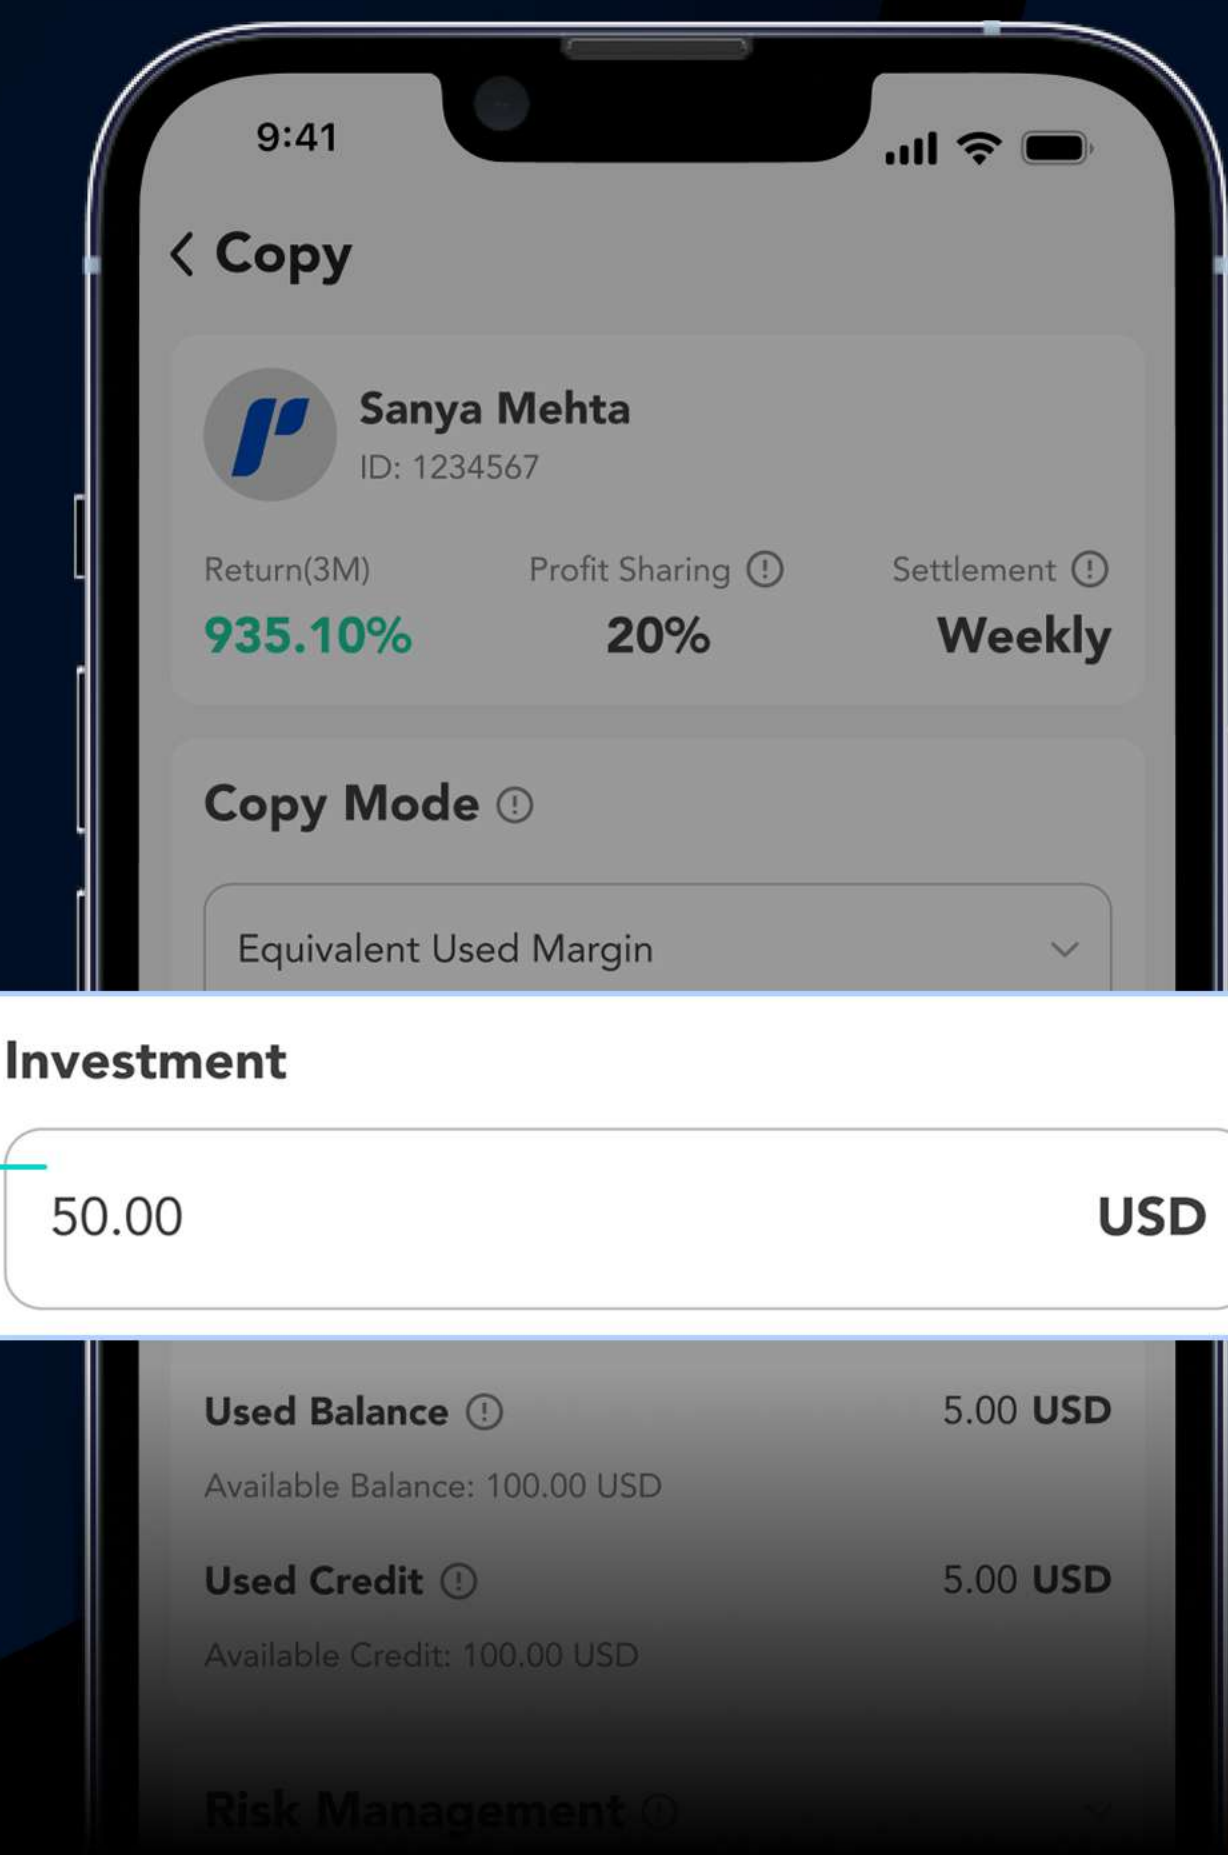 9:41
Copy
Sanya Mehta
ID: 1234567
Return(3M) Profit Sharing Settlement
935.10% 20% Weekly
Copy Mode
Equivalent Used Margin
Investment
50.00 USD
Used Balance 5.00 USD
Available Balance: 100.00 USD
Used Credit 5.00 USD
Available Credit: 100.00 USD
Risk Management